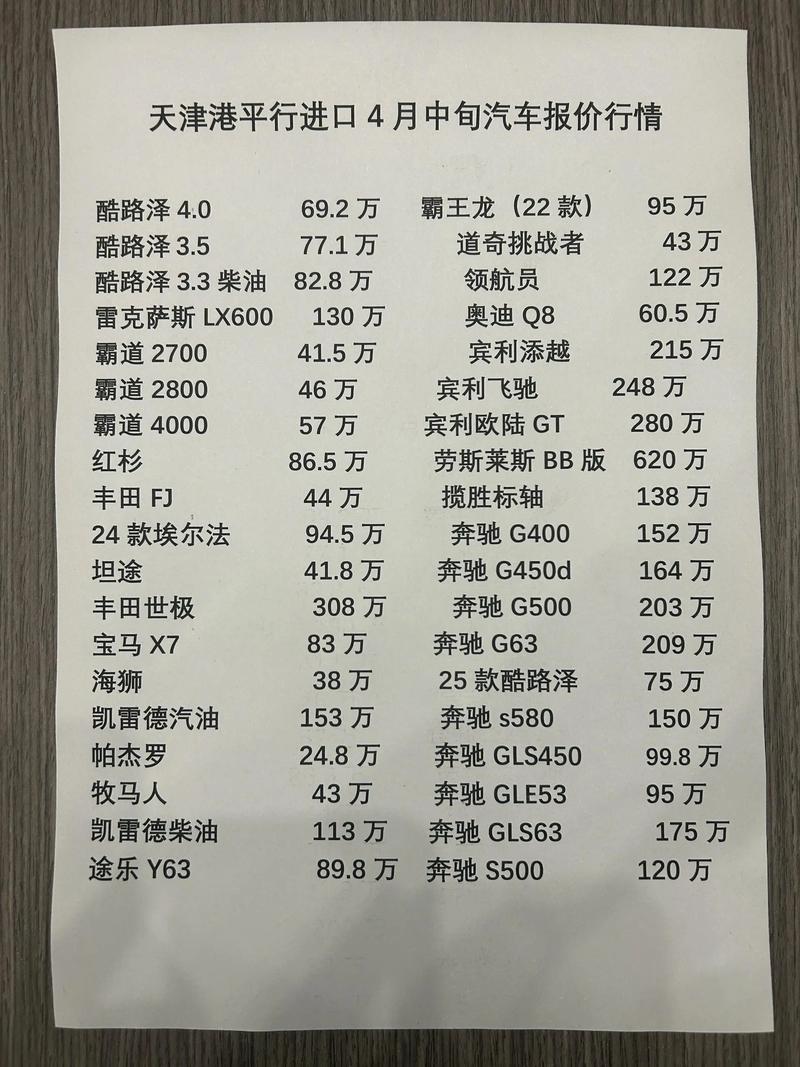 天津港平行进口 4 月中旬汽车报价行情
酷路泽 4.0 69.2 万 霸王龙（22 款） 95 万
酷路泽 3.5 77.1 万 道奇挑战者 43 万
酷路泽 3.3 柴油 82.8 万 领航员 122 万
雷克萨斯 LX600 130 万 奥迪 Q8 60.5 万
霸道 2700 41.5 万 宾利添越 215 万
霸道 2800 46 万 宾利飞驰 248 万
霸道 4000 57 万 宾利欧陆 GT 280 万
红杉 86.5 万 劳斯莱斯 BB 版 620 万
丰田 FJ 44 万 揽胜标轴 138 万
24 款埃尔法 94.5 万 奔驰 G400 152 万
坦途 41.8 万 奔驰 G450d 164 万
丰田世极 308 万 奔驰 G500 203 万
宝马 X7 83 万 奔驰 G63 209 万
海狮 38 万 25 款酷路泽 75 万
凯雷德汽油 153 万 奔驰 s580 150 万
帕杰罗 24.8 万 奔驰 GLS450 99.8 万
牧马人 43 万 奔驰 GLE53 95 万
凯雷德柴油 113 万 奔驰 GLS63 175 万
途乐 Y63 89.8 万 奔驰 S500 120 万